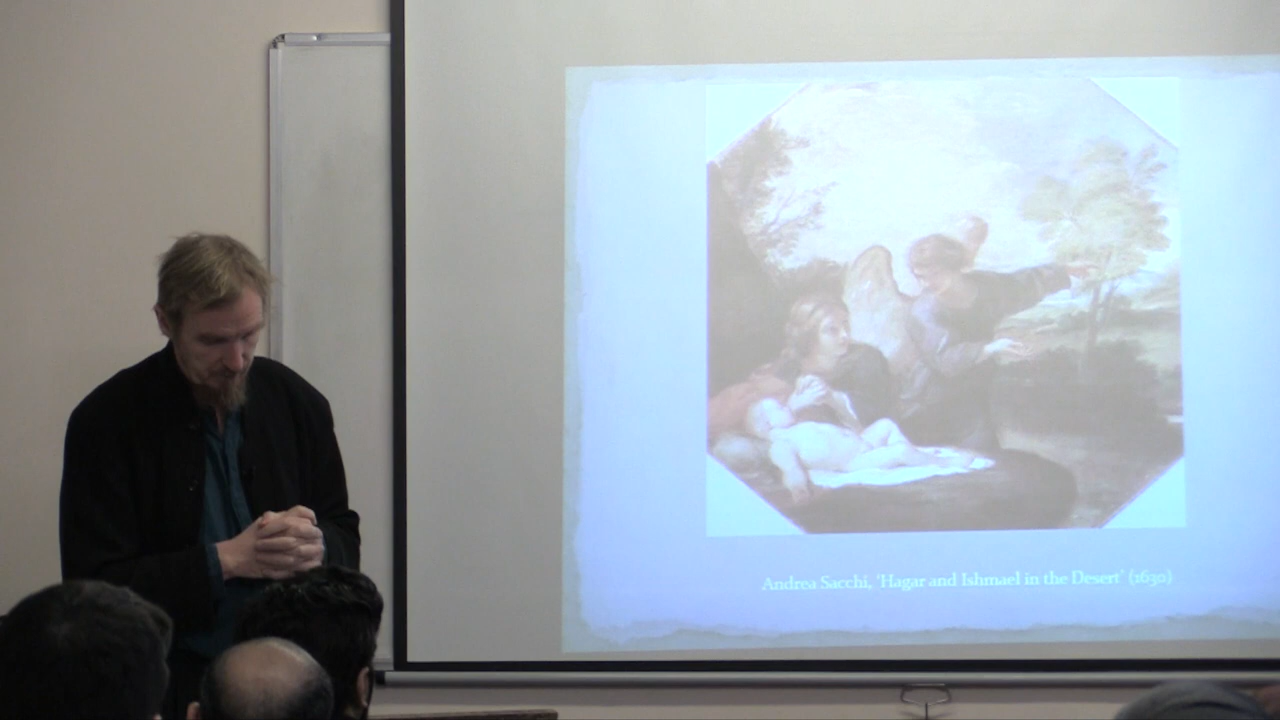 Andrea Sacchi, 'Hagar and Ishmael in the Desert' (1630)